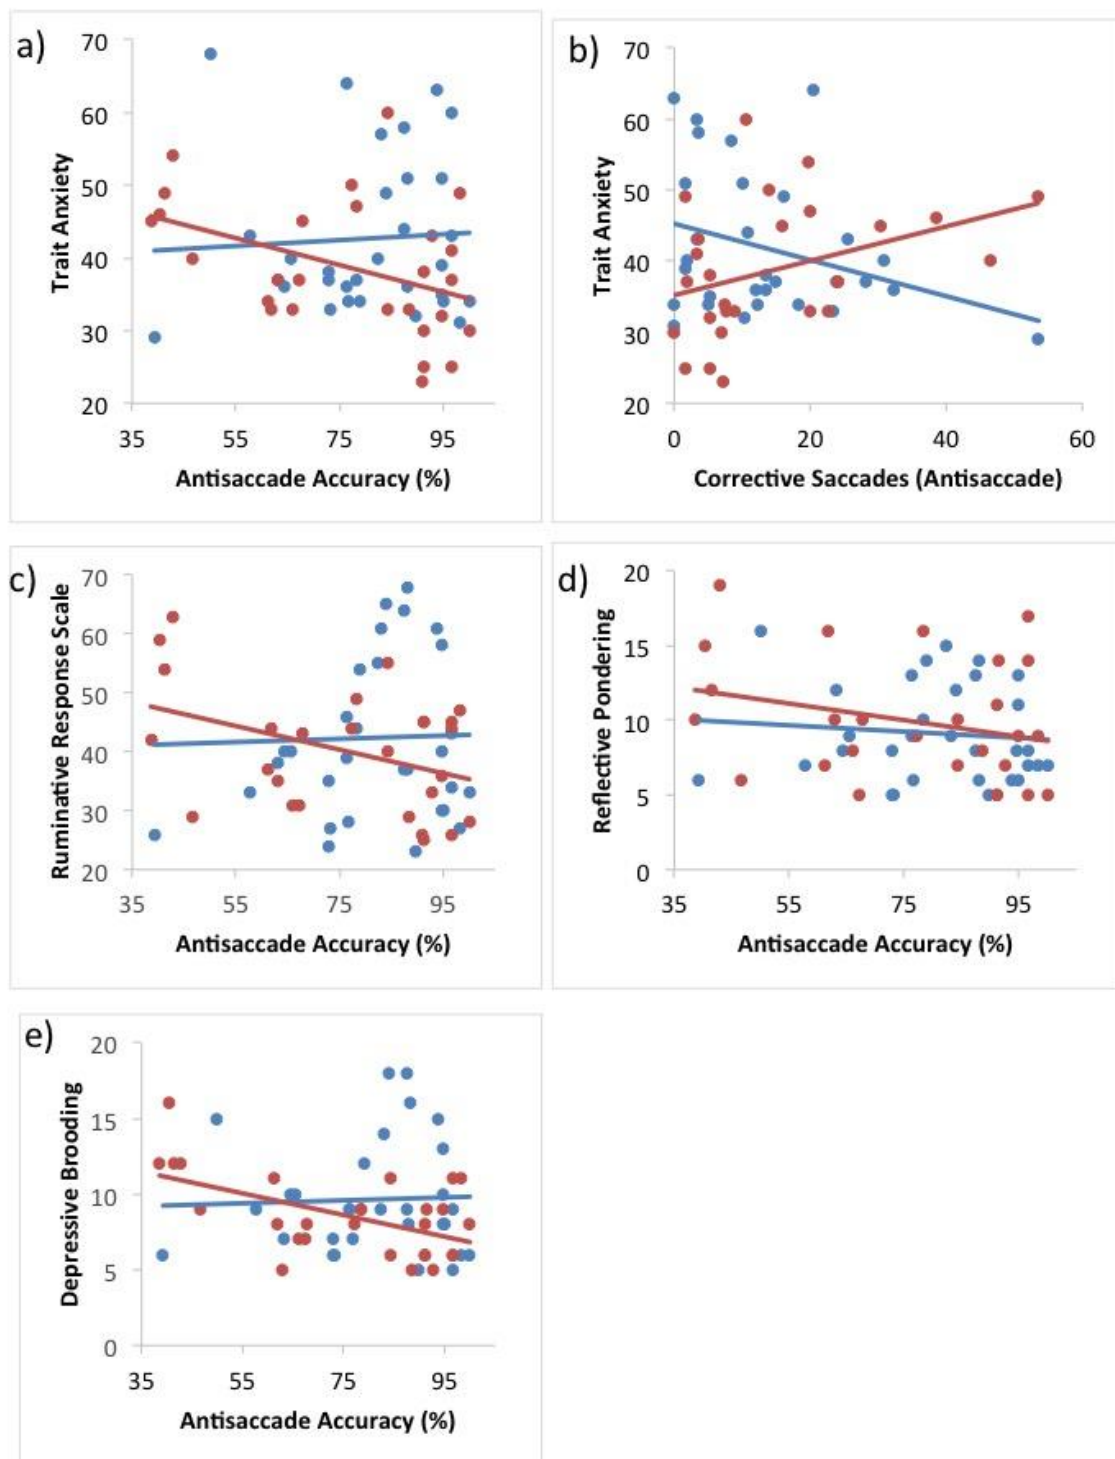 a)
70
60
50
40
30
20
Trait Anxiety
35 55 75 95
Antisaccade Accuracy (%)
b)
70
60
50
40
30
20
Trait Anxiety
0 20 40 60
Corrective Saccades (Antisaccade)
c)
70
60
50
40
30
20
Ruminative Response Scale
35 55 75 95
Antisaccade Accuracy (%)
d)
20
15
10
5
0
Reflective Pondering
35 55 75 95
Antisaccade Accuracy (%)
e)
20
15
10
5
0
Depressive Brooding
35 55 75 95
Antisaccade Accuracy (%)